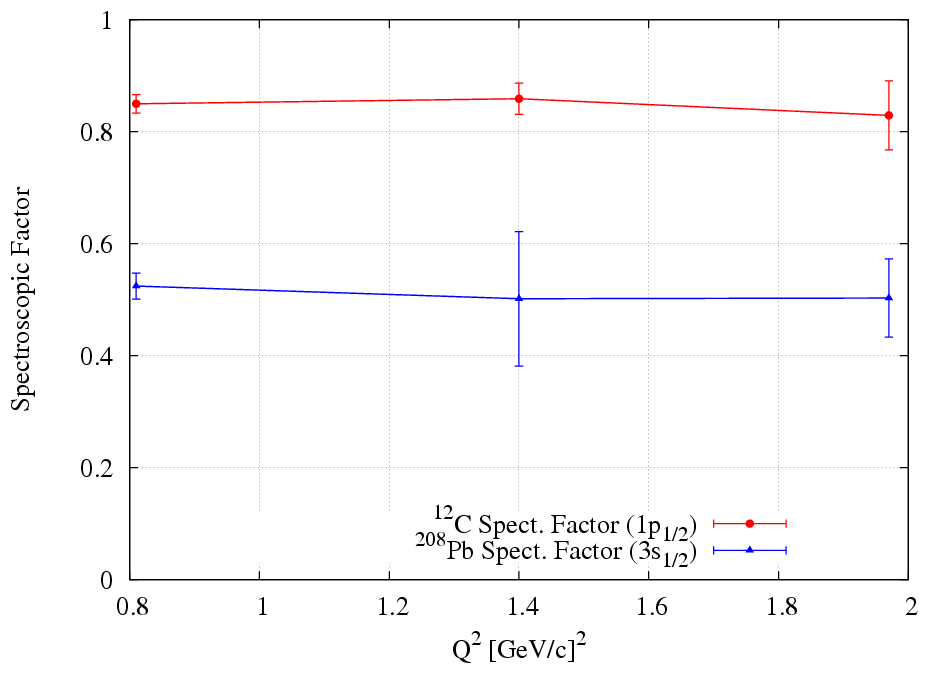 1
0.8
0.6
0.4
0.2
0
Spectroscopic Factor
¹²C Spect. Factor (1p₁/₂)
²⁰⁸Pb Spect. Factor (3s₁/₂)
0.8 1 1.2 1.4 1.6 1.8 2
Q² [GeV/c]²